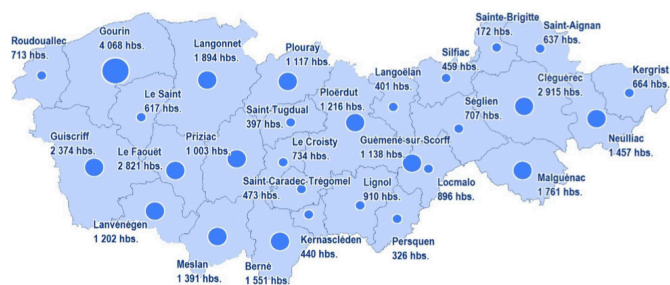 Sainte-Brigitte
172 hbs.
Saint-Aignan
637 hbs.
Roudouallec
713 hbs.
Gourin
4 068 hbs.
Langonnet
1 894 hbs.
Plouray
1 117 hbs.
Silfiac
459 hbs.
Langoëlan
401 hbs.
Cléguérec
2 915 hbs.
Kergrist
664 hbs.
Le Saint
617 hbs.
Ploërdut
1 216 hbs.
Saint-Tugdual
397 hbs.
Séglien
707 hbs.
Guiscriff
2 374 hbs.
Le Faouët
2 821 hbs.
Priziac
1 003 hbs.
Le Croisty
734 hbs.
Guémené-sur-Scorff
1 138 hbs.
Neulliac
1 457 hbs.
Saint-Caradec-Trégomel
473 hbs.
Lignol
910 hbs.
Locmalo
896 hbs.
Malguénac
1 761 hbs.
Lanvénégen
1 202 hbs.
Meslan
1 391 hbs.
Berné
1 551 hbs.
Kernascléden
440 hbs.
Persquen
326 hbs.